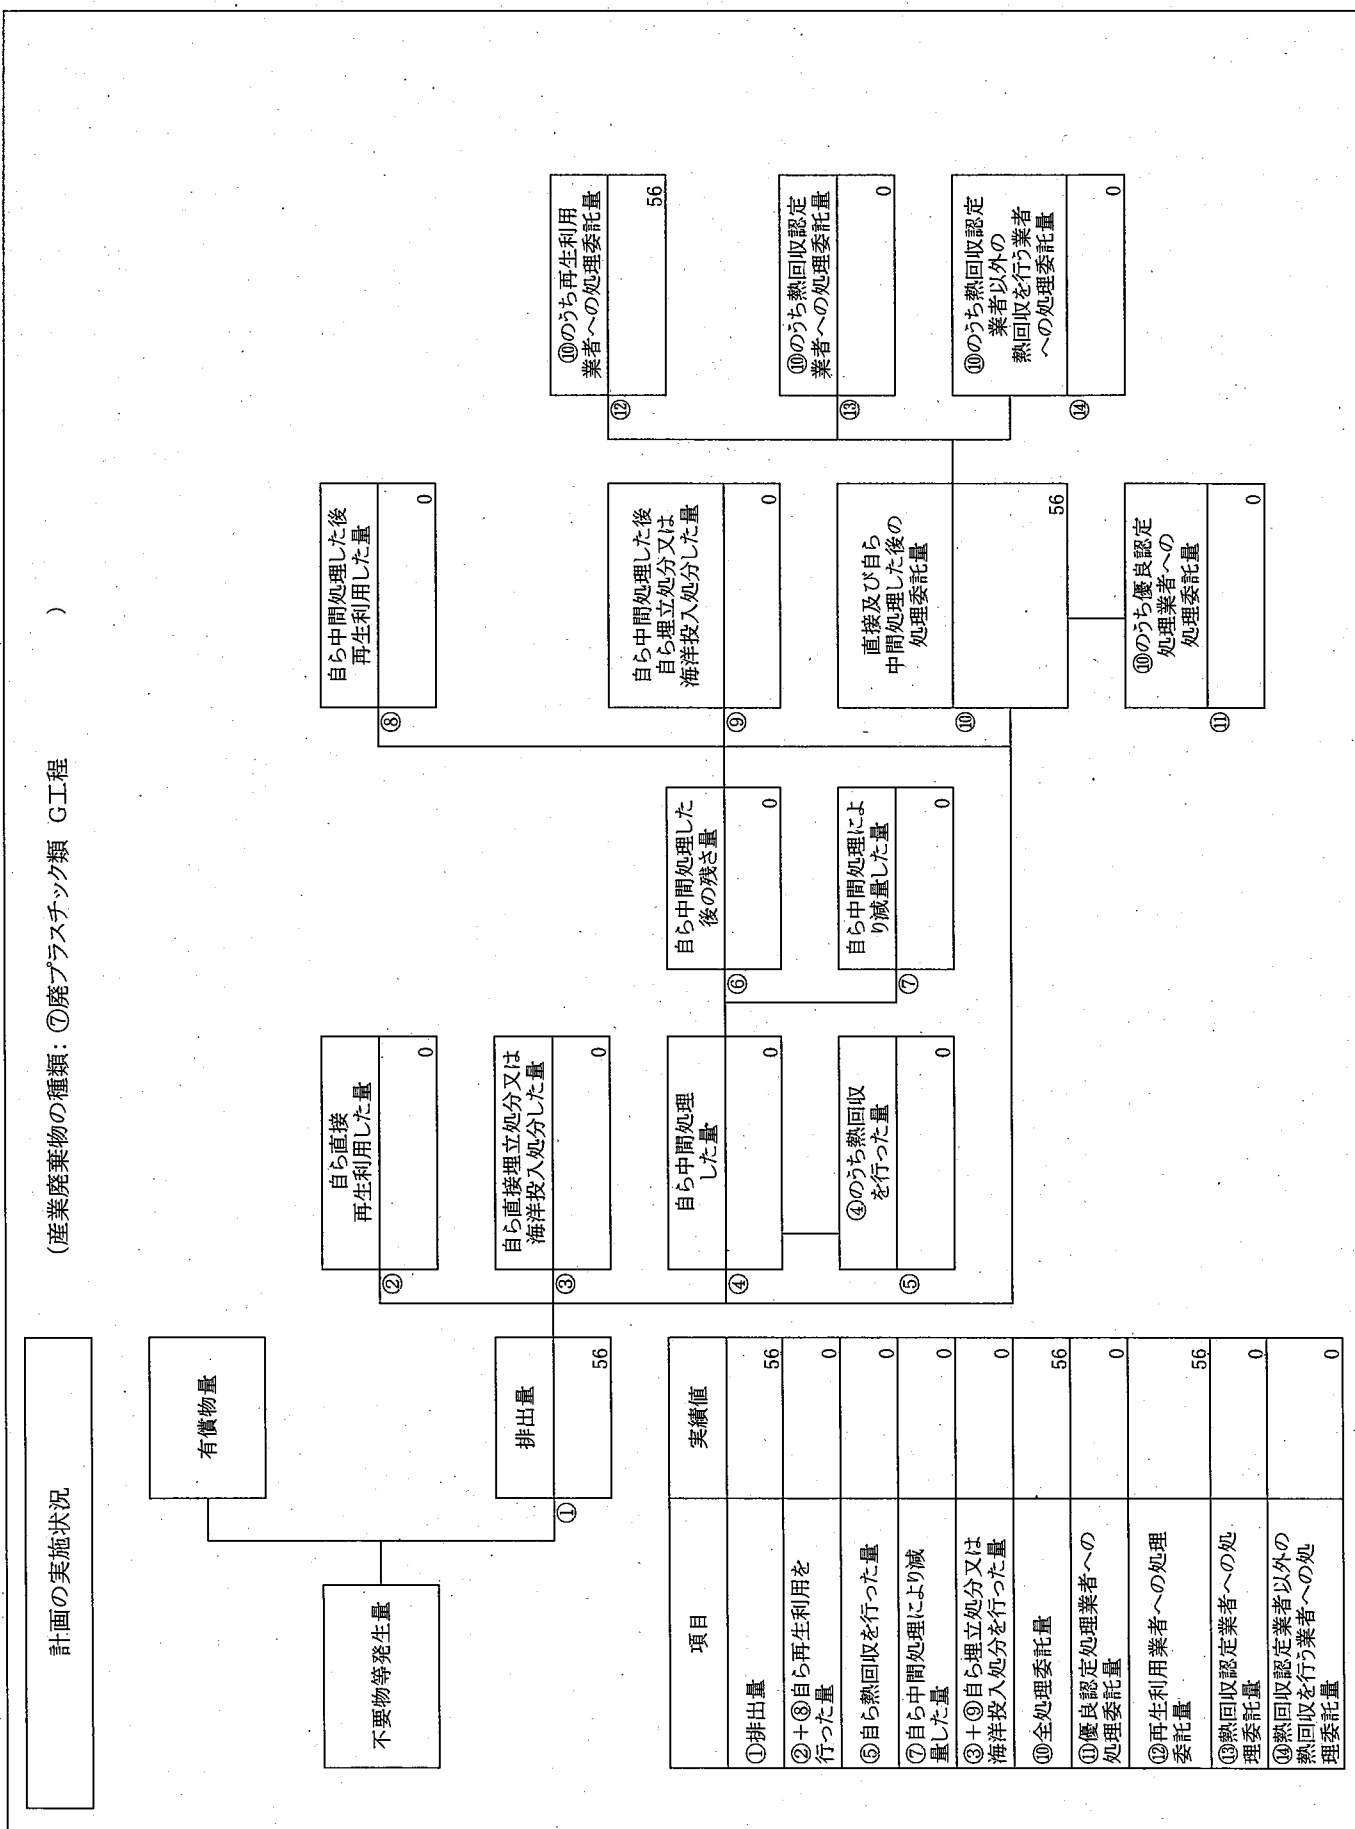 計画の実施状況
(産業廃棄物の種類：⑦廃プラスチック類 G工程 )
不要物等発生量
有償物量
①
排出量
56
②
自ら直接
再生利用した量
0
③
自ら直接埋立処分又は
海洋投入処分した量
0
④
自ら中間処理
した量
0
⑤
④のうち熱回収
を行った量
0
⑥
自ら中間処理した
後の残さ量
0
⑦
自ら中間処理によ
り減量した量
0
⑧
自ら中間処理した後
再生利用した量
0
⑨
自ら中間処理した後
自ら埋立処分又は
海洋投入処分した量
0
⑩
直接及び自ら
中間処理した後の
処理委託量
56
⑪
⑩のうち優良認定
処理業者への
処理委託量
0
⑫
⑩のうち再生利用
業者への処理委託量
56
⑬
⑩のうち熱回収認定
業者への処理委託量
0
⑭
⑩のうち熱回収認定
業者以外の
熱回収を行う業者
への処理委託量
0
項目 実績値
①排出量 56
②＋⑧自ら再生利用を
行った量 0
⑤自ら熱回収を行った量 0
⑦自ら中間処理により減
量した量 0
③＋⑨自ら埋立処分又は
海洋投入処分を行った量 0
⑩全処理委託量 56
⑪優良認定処理業者への
処理委託量 0
⑫再生利用業者への処理
委託量 56
⑬熱回収認定業者への処
理委託量 0
⑭熱回収認定業者以外の
熱回収を行う業者への処
理委託量 0